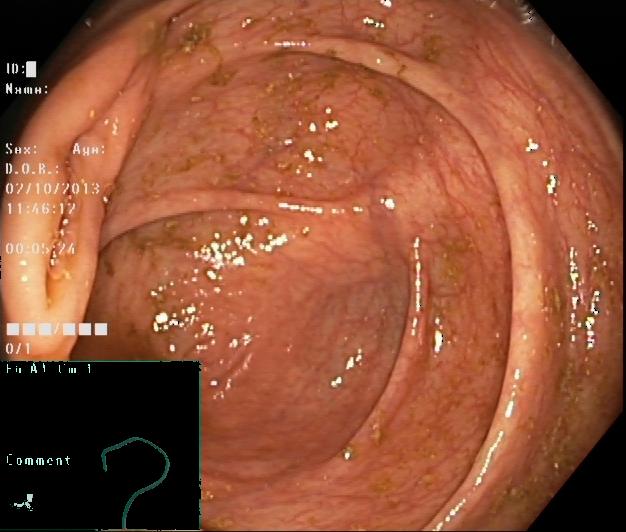 ID:
Name:
Sex: Age:
D.O.B.:
02/10/2013
11:46:12
00:05:24
0/1
Comment